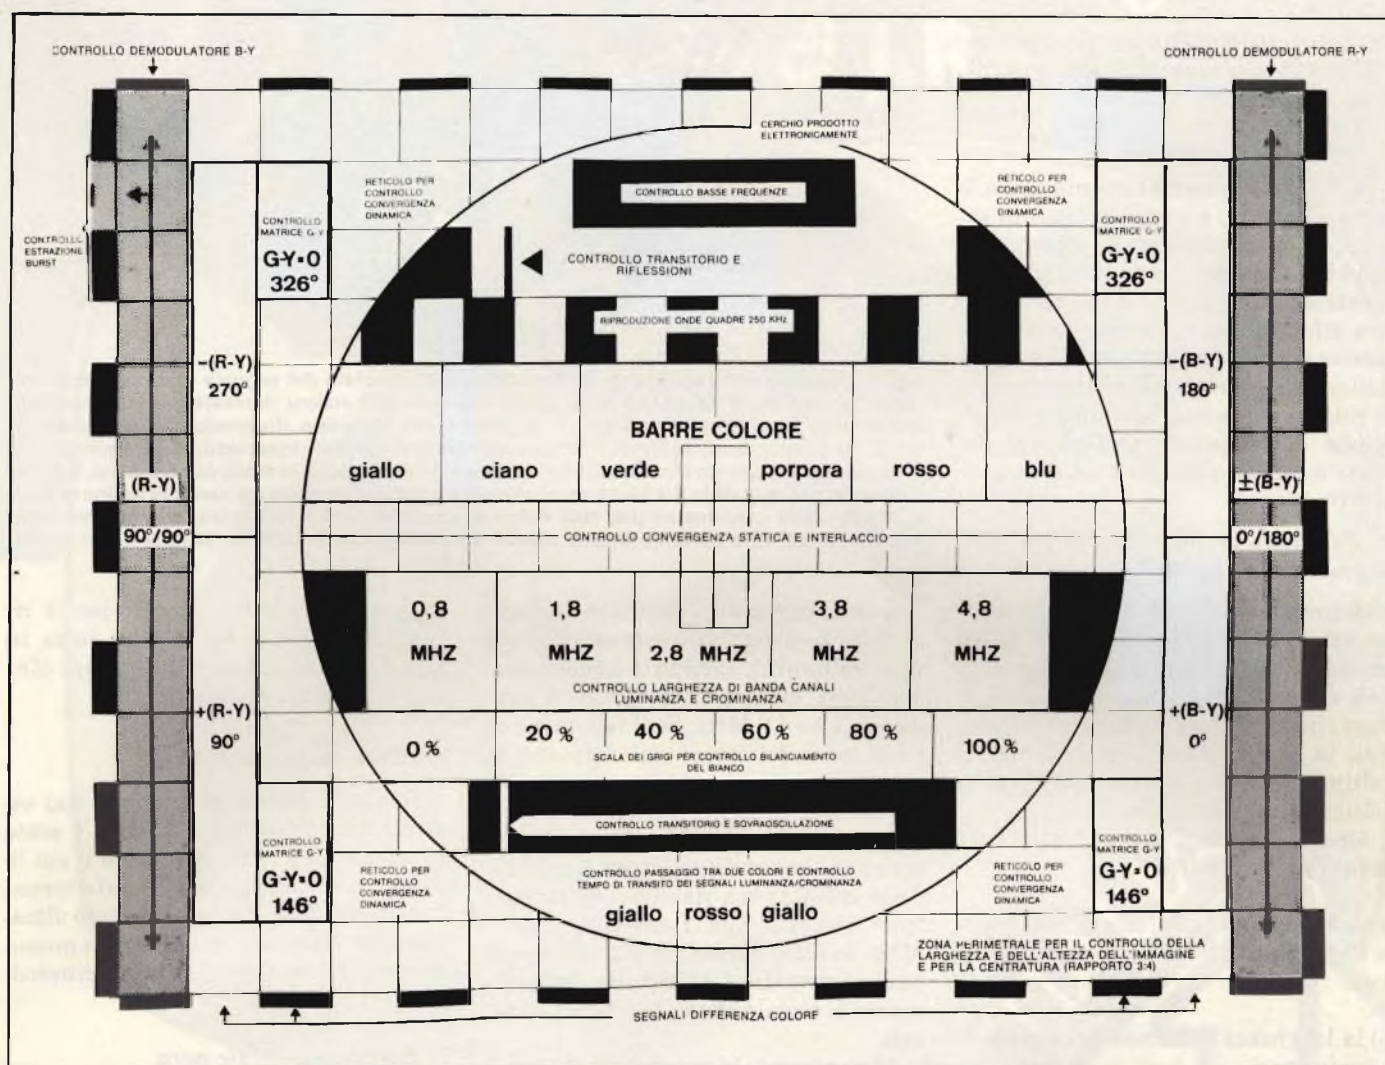 CONTROLLO DEMODULATORE B-Y
CONTROLLO DEMODULATORE R-Y
CERCHIO PRODOTTO
ELETTRONICAMENTE
RETICOLO PER
CONTROLLO
CONVERGENZA
DINAMICA
CONTROLLO BASSE FREQUENZE
RETICOLO PER
CONTROLLO
CONVERGENZA
DINAMICA
CONTROLLO
ESTRAZIONE
BURST
CONTROLLO
MATRICE G-Y
G-Y=0
326°
CONTROLLO TRANSITORIO E
RIFLESSIONI
CONTROLLO
MATRICE G-Y
G-Y=0
326°
RIPRODUZIONE ONDE QUADRE 250 KHz
-(R-Y)
270°
-(B-Y)
180°
BARRE COLORE
giallo ciano verde porpora rosso blu
(R-Y)
90°/90°
±(B-Y)
0°/180°
CONTROLLO CONVERGENZA STATICA E INTERLACCIO
0,8 1,8 3,8 4,8
MHZ MHZ 2,8 MHZ MHZ MHZ
CONTROLLO LARGHEZZA DI BANDA CANALI
LUMINANZA E CROMINANZA
+(R-Y)
90°
+(B-Y)
0°
0% 20% 40% 60% 80% 100%
SCALA DEI GRIGI PER CONTROLLO BILANCIAMENTO
DEL BIANCO
CONTROLLO TRANSITORIO E SOVRAOSCILLAZIONE
CONTROLLO
MATRICE G-Y
G-Y=0
146°
RETICOLO PER
CONTROLLO
CONVERGENZA
DINAMICA
CONTROLLO PASSAGGIO TRA DUE COLORI E CONTROLLO
TEMPO DI TRANSITO DEI SEGNALI LUMINANZA/CROMINANZA
giallo rosso giallo
RETICOLO PER
CONTROLLO
CONVERGENZA
DINAMICA
CONTROLLO
MATRICE G-Y
G-Y=0
146°
ZONA PERIMETRALE PER IL CONTROLLO DELLA
LARGHEZZA E DELL'ALTEZZA DELL'IMMAGINE
E PER LA CENTRATURA (RAPPORTO 3:4)
SEGNALI DIFFERENZA COLORE